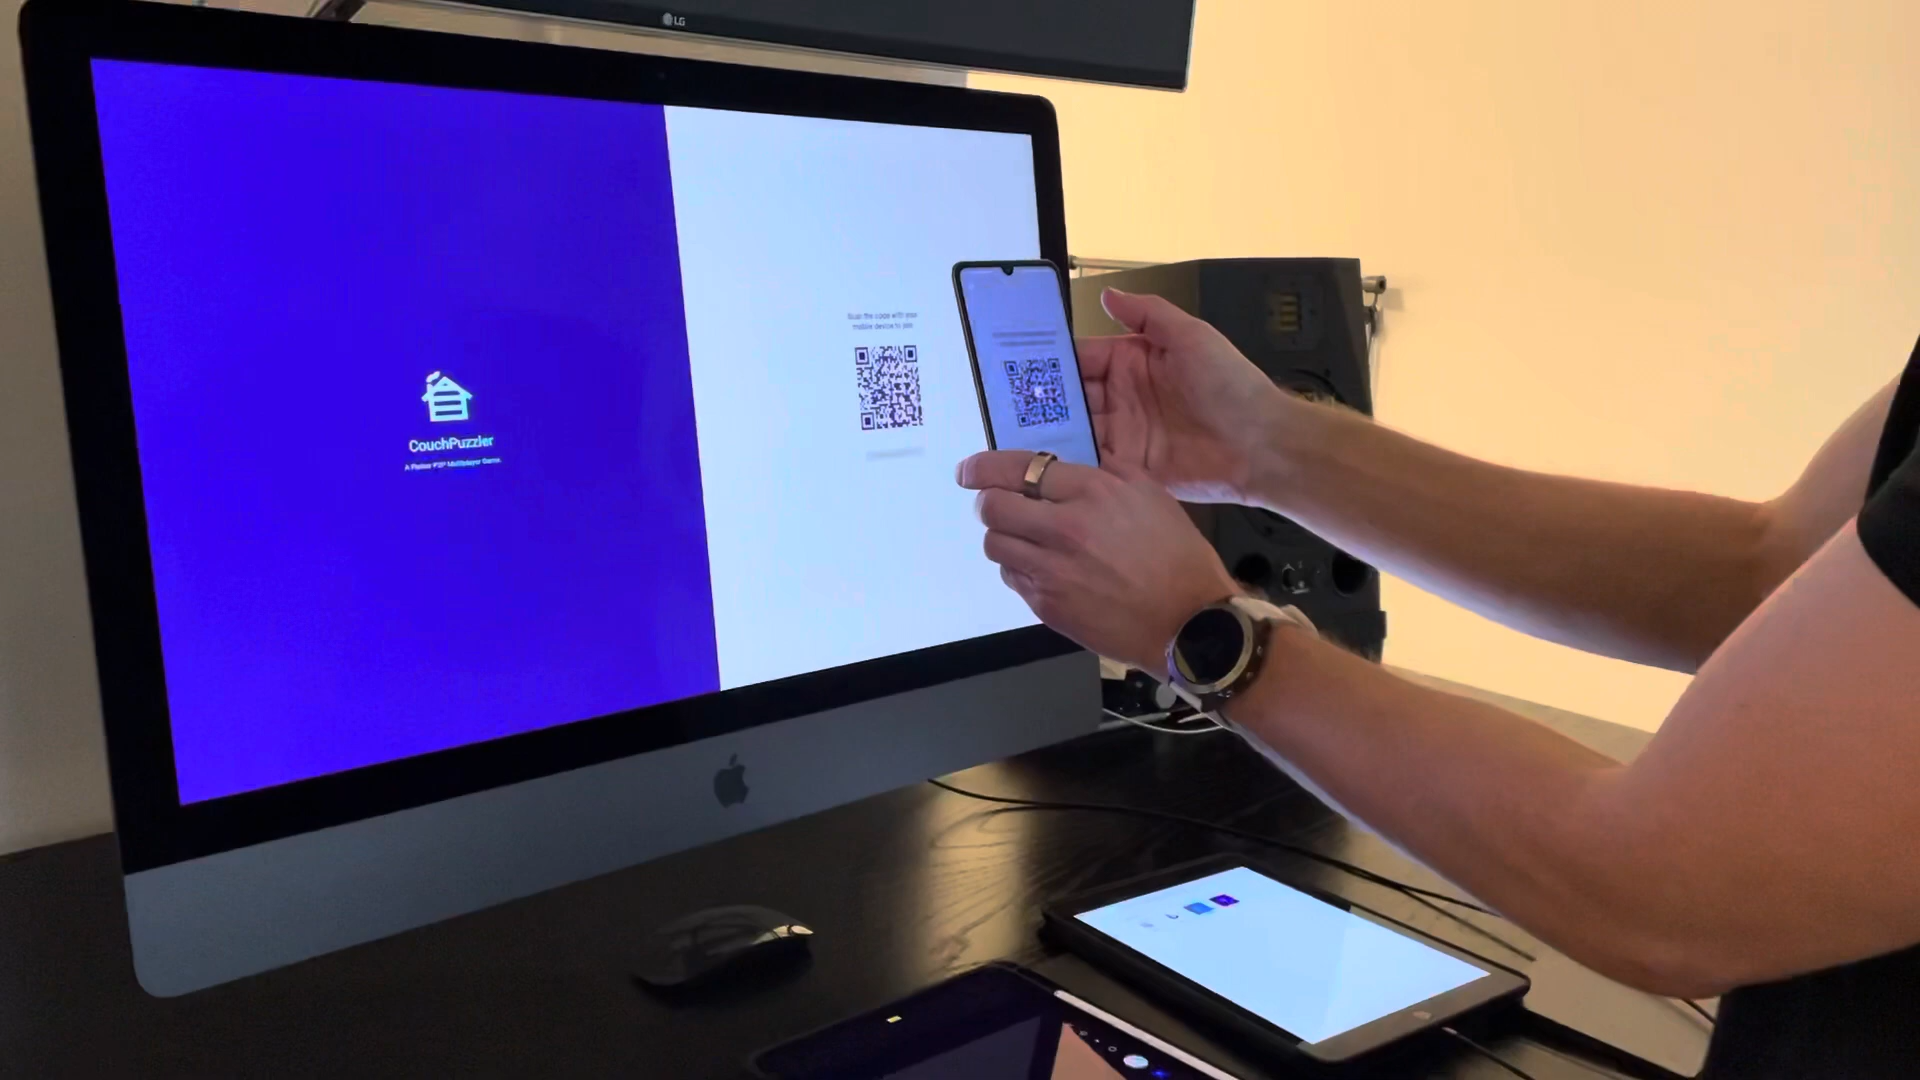 LG
Scan the code with your
mobile device to join
CouchPuzzler
A Flutter P2P Multiplayer Game